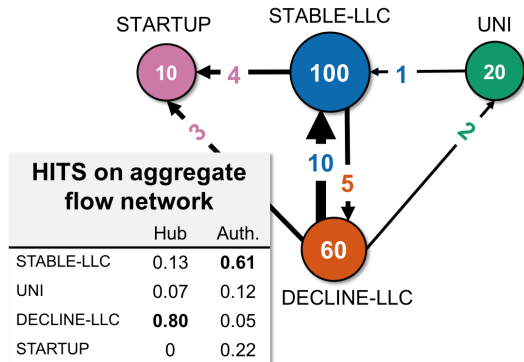 STARTUP
STABLE-LLC
UNI
10
4
100
1
20
3
10
5
2
60
DECLINE-LLC
HITS on aggregate
flow network
Hub Auth.
STABLE-LLC 0.13 0.61
UNI 0.07 0.12
DECLINE-LLC 0.80 0.05
STARTUP 0 0.22